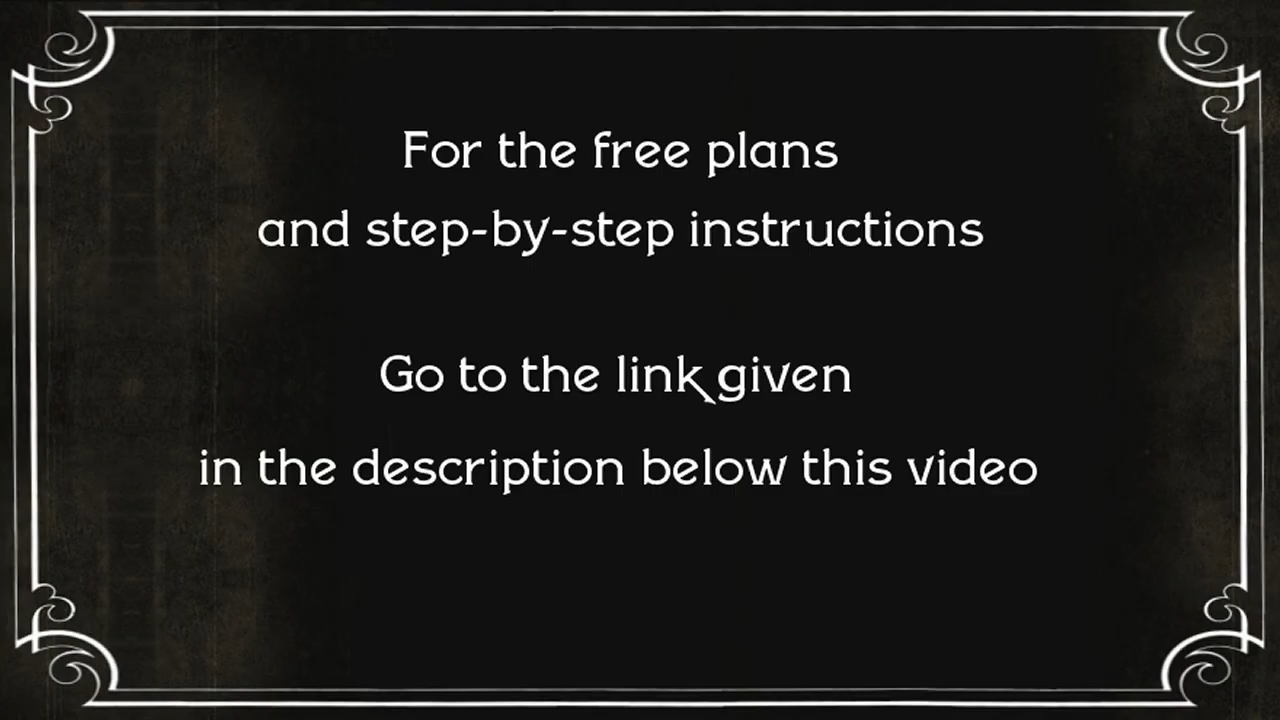 For the free plans
and step-by-step instructions
Go to the link given
in the description below this video